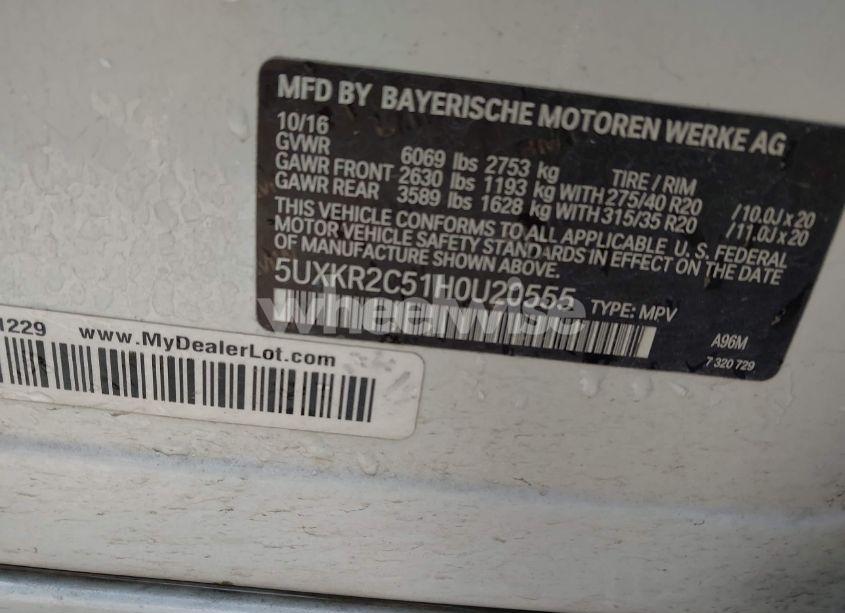 MFD BY BAYERISCHE MOTOREN WERKE AG
10/16
GVWR 6069 lbs 2753 kg TIRE / RIM
GAWR FRONT 2630 lbs 1193 kg WITH 275/40 R20 /10.0J x 20
GAWR REAR 3589 lbs 1628 kg WITH 315/35 R20 /11.0J x 20
THIS VEHICLE CONFORMS TO ALL APPLICABLE U.S. FEDERAL
MOTOR VEHICLE SAFETY STANDARDS IN EFFECT ON THE DATE
OF MANUFACTURE SHOWN ABOVE.
5UXKR2C51H0U20555 TYPE: MPV
wheelwise
A96M
7 320 729
1229 www.MyDealerLot.com